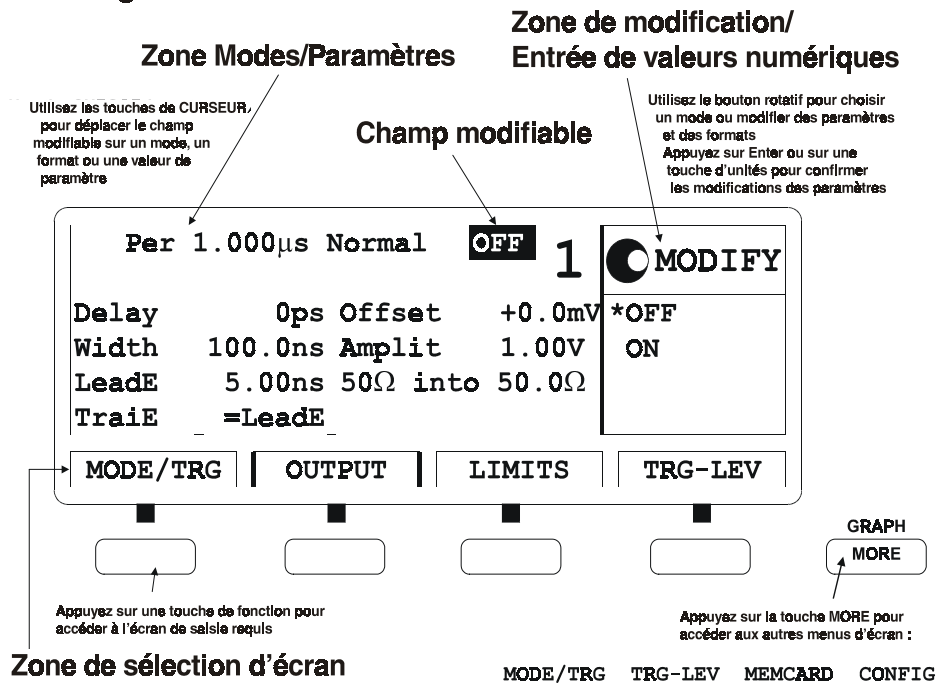 Zone de modification/
Entrée de valeurs numériques
Zone Modes/Paramètres
Utilisez les touches de CURSEUR
pour déplacer le champ
modifiable sur un mode, un
format ou une valeur de
paramètre
Champ modifiable
Utilisez le bouton rotatif pour choisir
un mode ou modifier des paramètres
et des formats
Appuyez sur Enter ou sur une
touche d'unités pour confirmer
les modifications des paramètres
Per 1.000µs Normal OFF 1 MODIFY
Delay 0ps Offset +0.0mV *OFF
Width 100.0ns Amplit 1.00V ON
LeadE 5.00ns 50Ω into 50.0Ω
TraiE =LeadE
MODE/TRG OUTPUT LIMITS TRG-LEV
GRAPH
MORE
Appuyez sur une touche de fonction pour
accéder à l'écran de saisie requis
Appuyez sur la touche MORE pour
accéder aux autres menus d'écran :
Zone de sélection d'écran
MODE/TRG TRG-LEV MEMCARD CONFIG